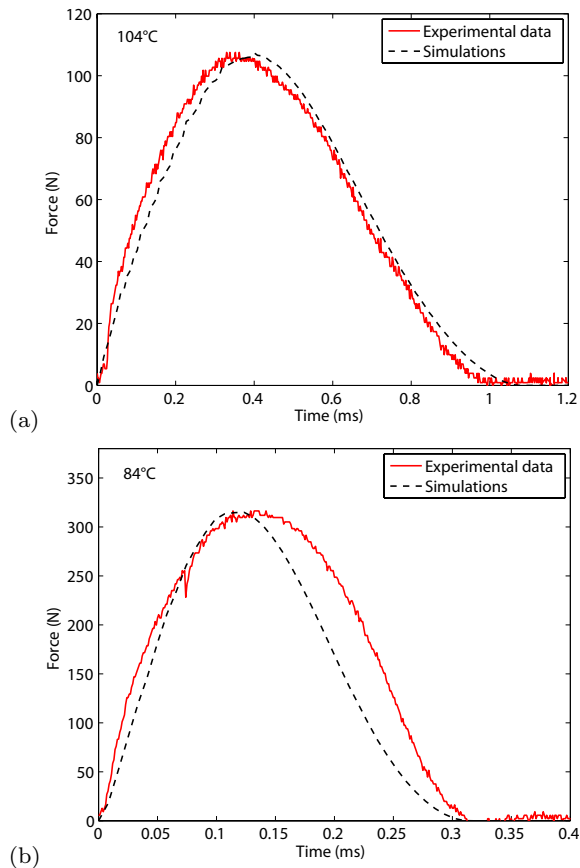 120
104°C
Experimental data
Simulations
100
80
60
40
20
0
Force (N)
0
0.2
0.4
0.6
0.8
1
1.2
Time (ms)
(a)
350
84°C
Experimental data
Simulations
300
250
200
150
100
50
0
Force (N)
0
0.05
0.1
0.15
0.2
0.25
0.3
0.35
0.4
Time (ms)
(b)